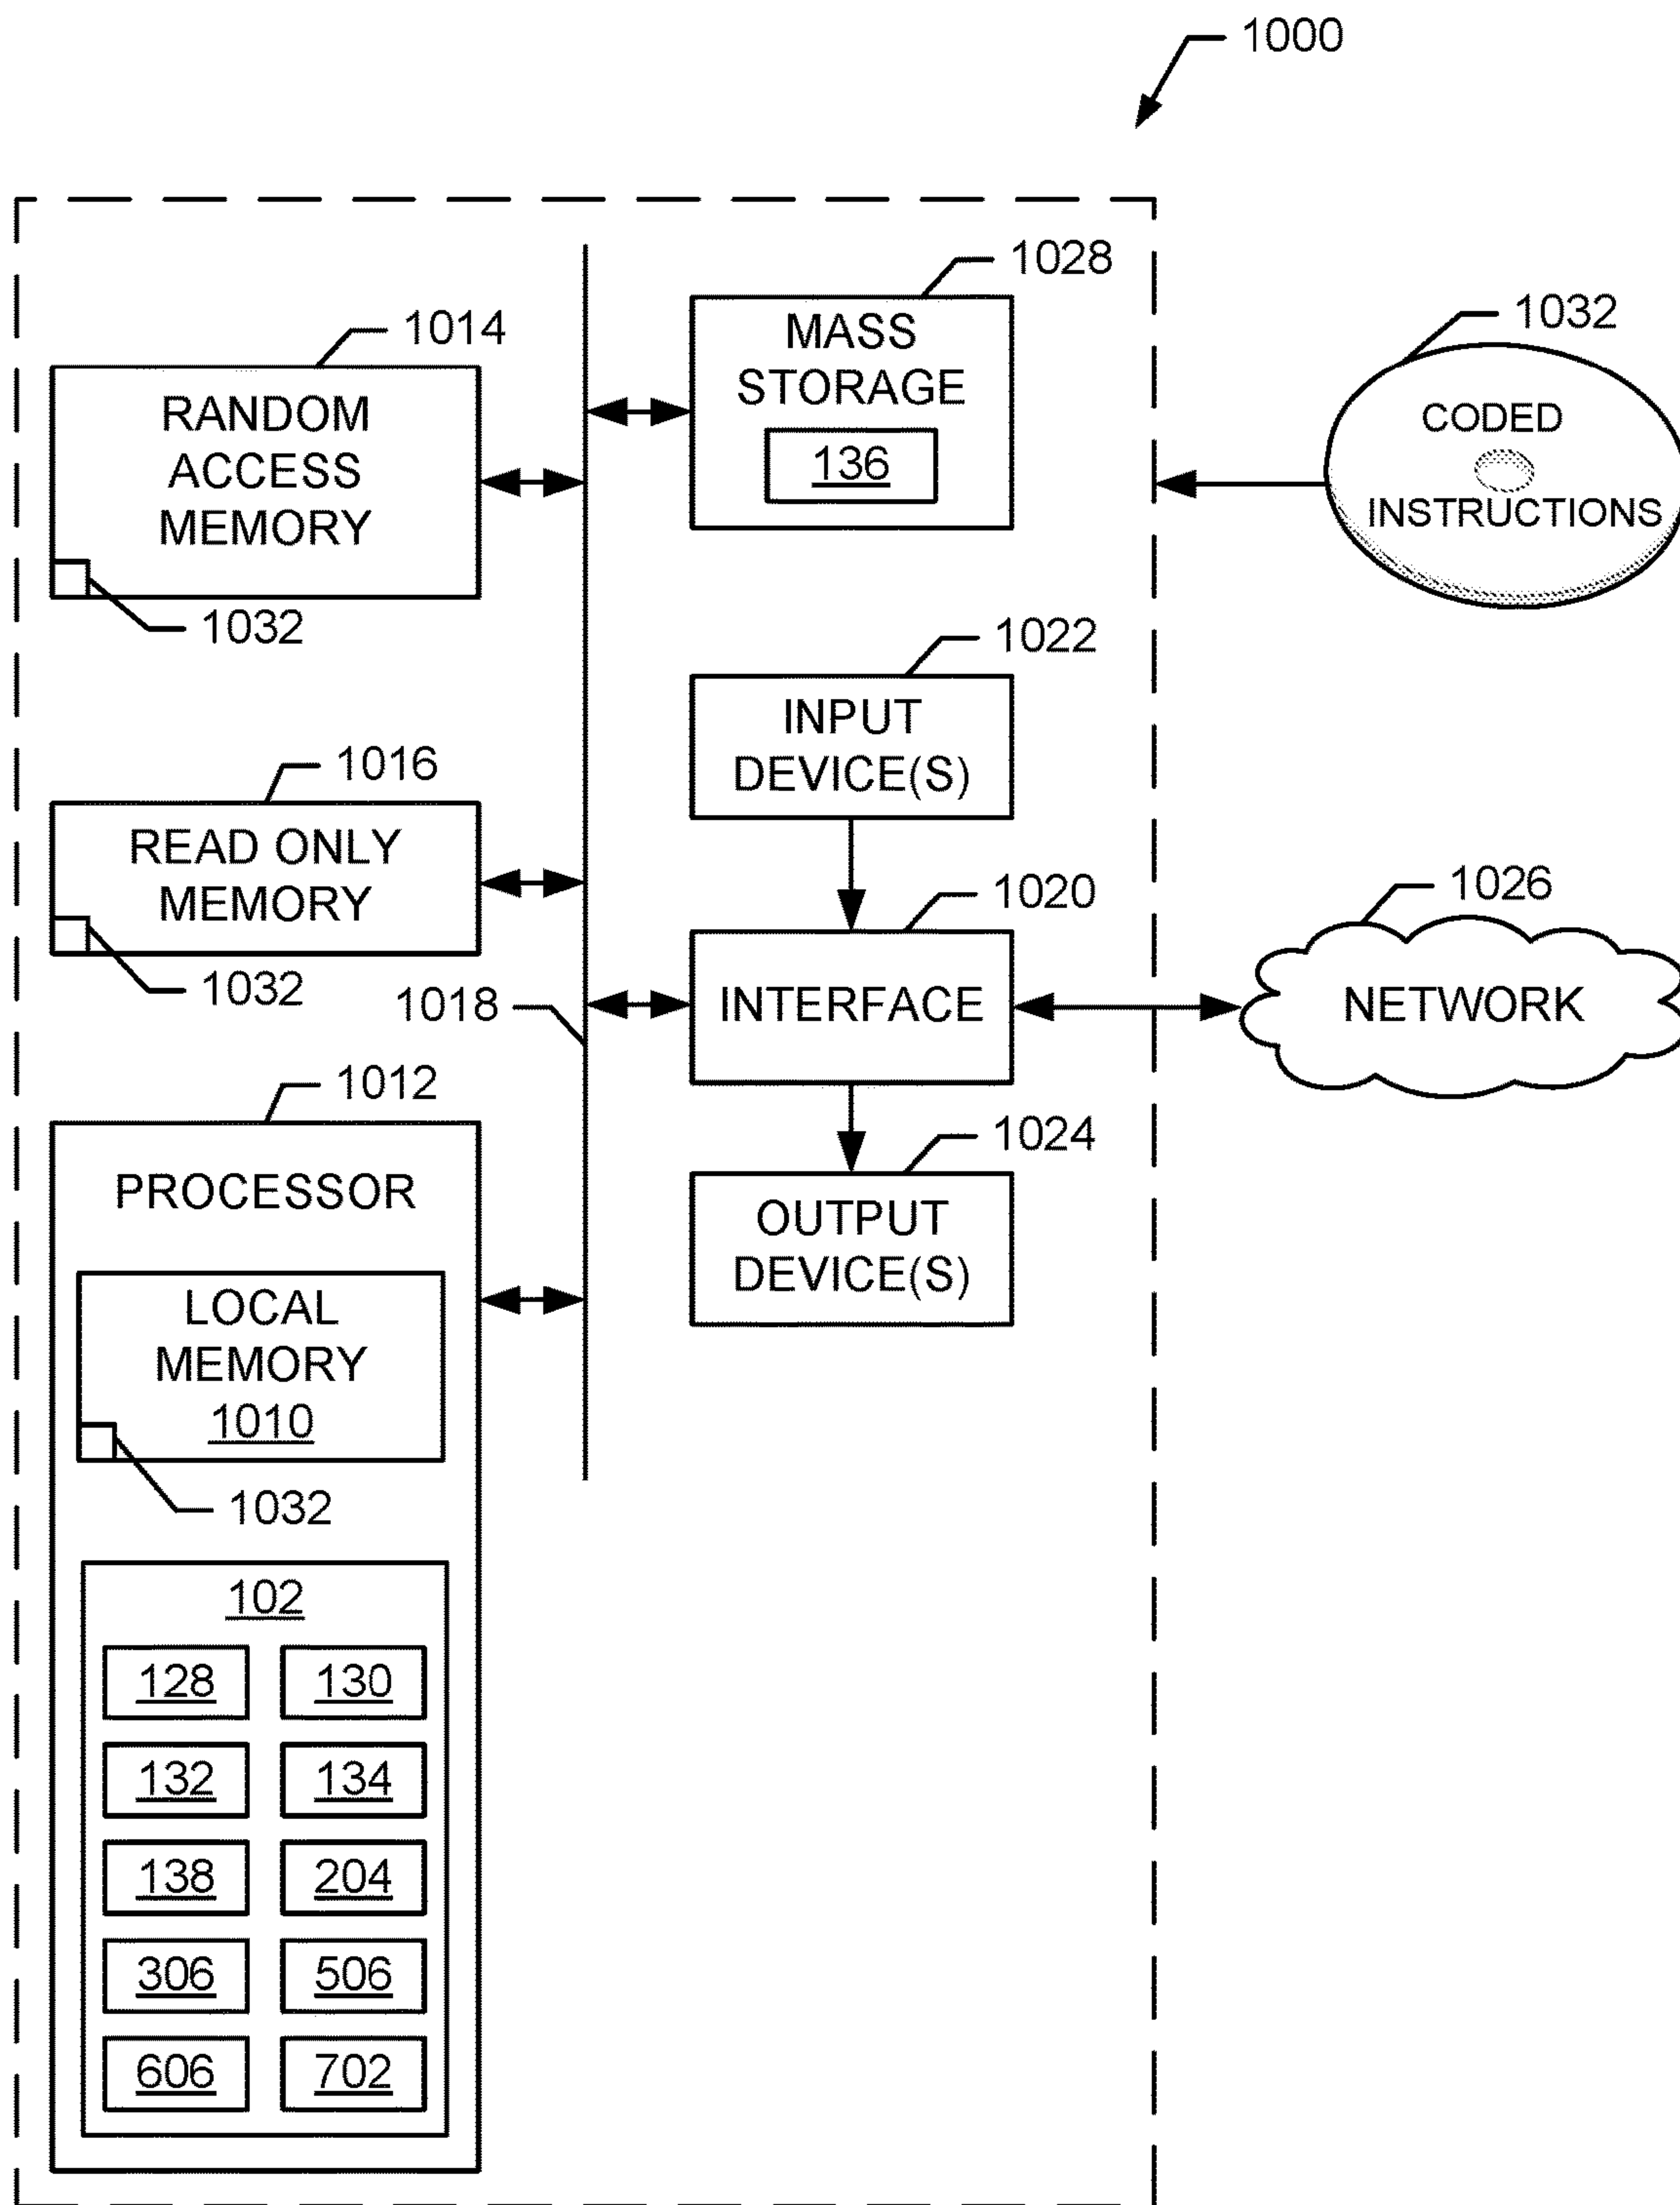 1000
1028
1014
MASS
STORAGE
136
1032
CODED
INSTRUCTIONS
RANDOM
ACCESS
MEMORY
1032
1022
INPUT
DEVICE(S)
1016
READ ONLY
MEMORY
1032
1020
INTERFACE
1018
1026
NETWORK
1012
PROCESSOR
1024
OUTPUT
DEVICE(S)
LOCAL
MEMORY
1010
1032
102
128 130
132 134
138 204
306 506
606 702